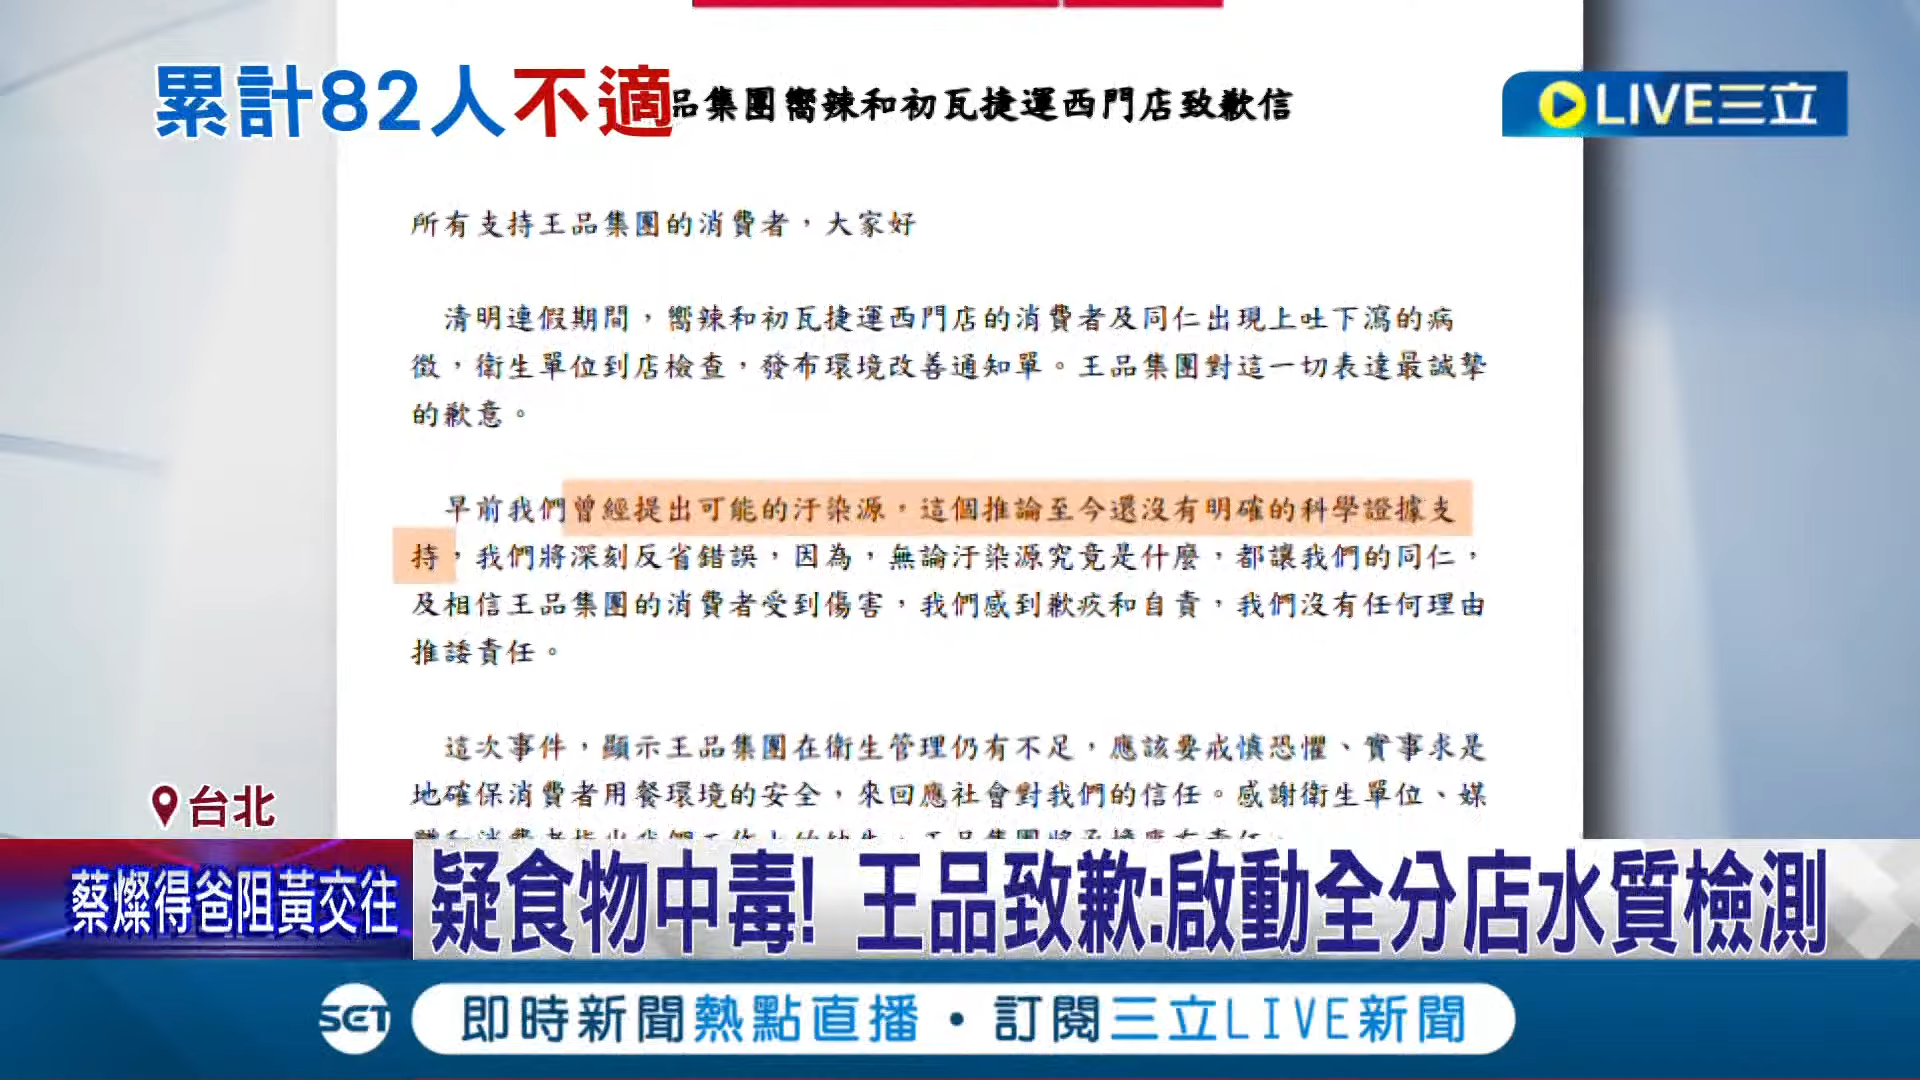 累計82人不適
品集團嚮辣和初瓦捷運西門店致歉信
LIVE三立
所有支持王品集團的消費者，大家好
清明連假期間，嚮辣和初瓦捷運西門店的消費者及同仁出現上吐下瀉的病
徵，衛生單位到店檢查，發布環境改善通知單。王品集團對這一切表達最誠摯
的歉意。
早前我們曾經提出可能的汙染源，這個推論至今還沒有明確的科學證據支
持，我們將深刻反省錯誤，因為，無論汙染源究竟是什麼，都讓我們的同仁，
及相信王品集團的消費者受到傷害，我們感到歉疚和自責，我們沒有任何理由
推諉責任。
這次事件，顯示王品集團在衛生管理仍有不足，應該要戒慎恐懼、實事求是
地確保消費者用餐環境的安全，來回應社會對我們的信任。感謝衛生單位、媒
台北
蔡燦得爸阻黃交往
疑食物中毒! 王品致歉:啟動全分店水質檢測
SET
即時新聞熱點直播・訂閱三立LIVE新聞